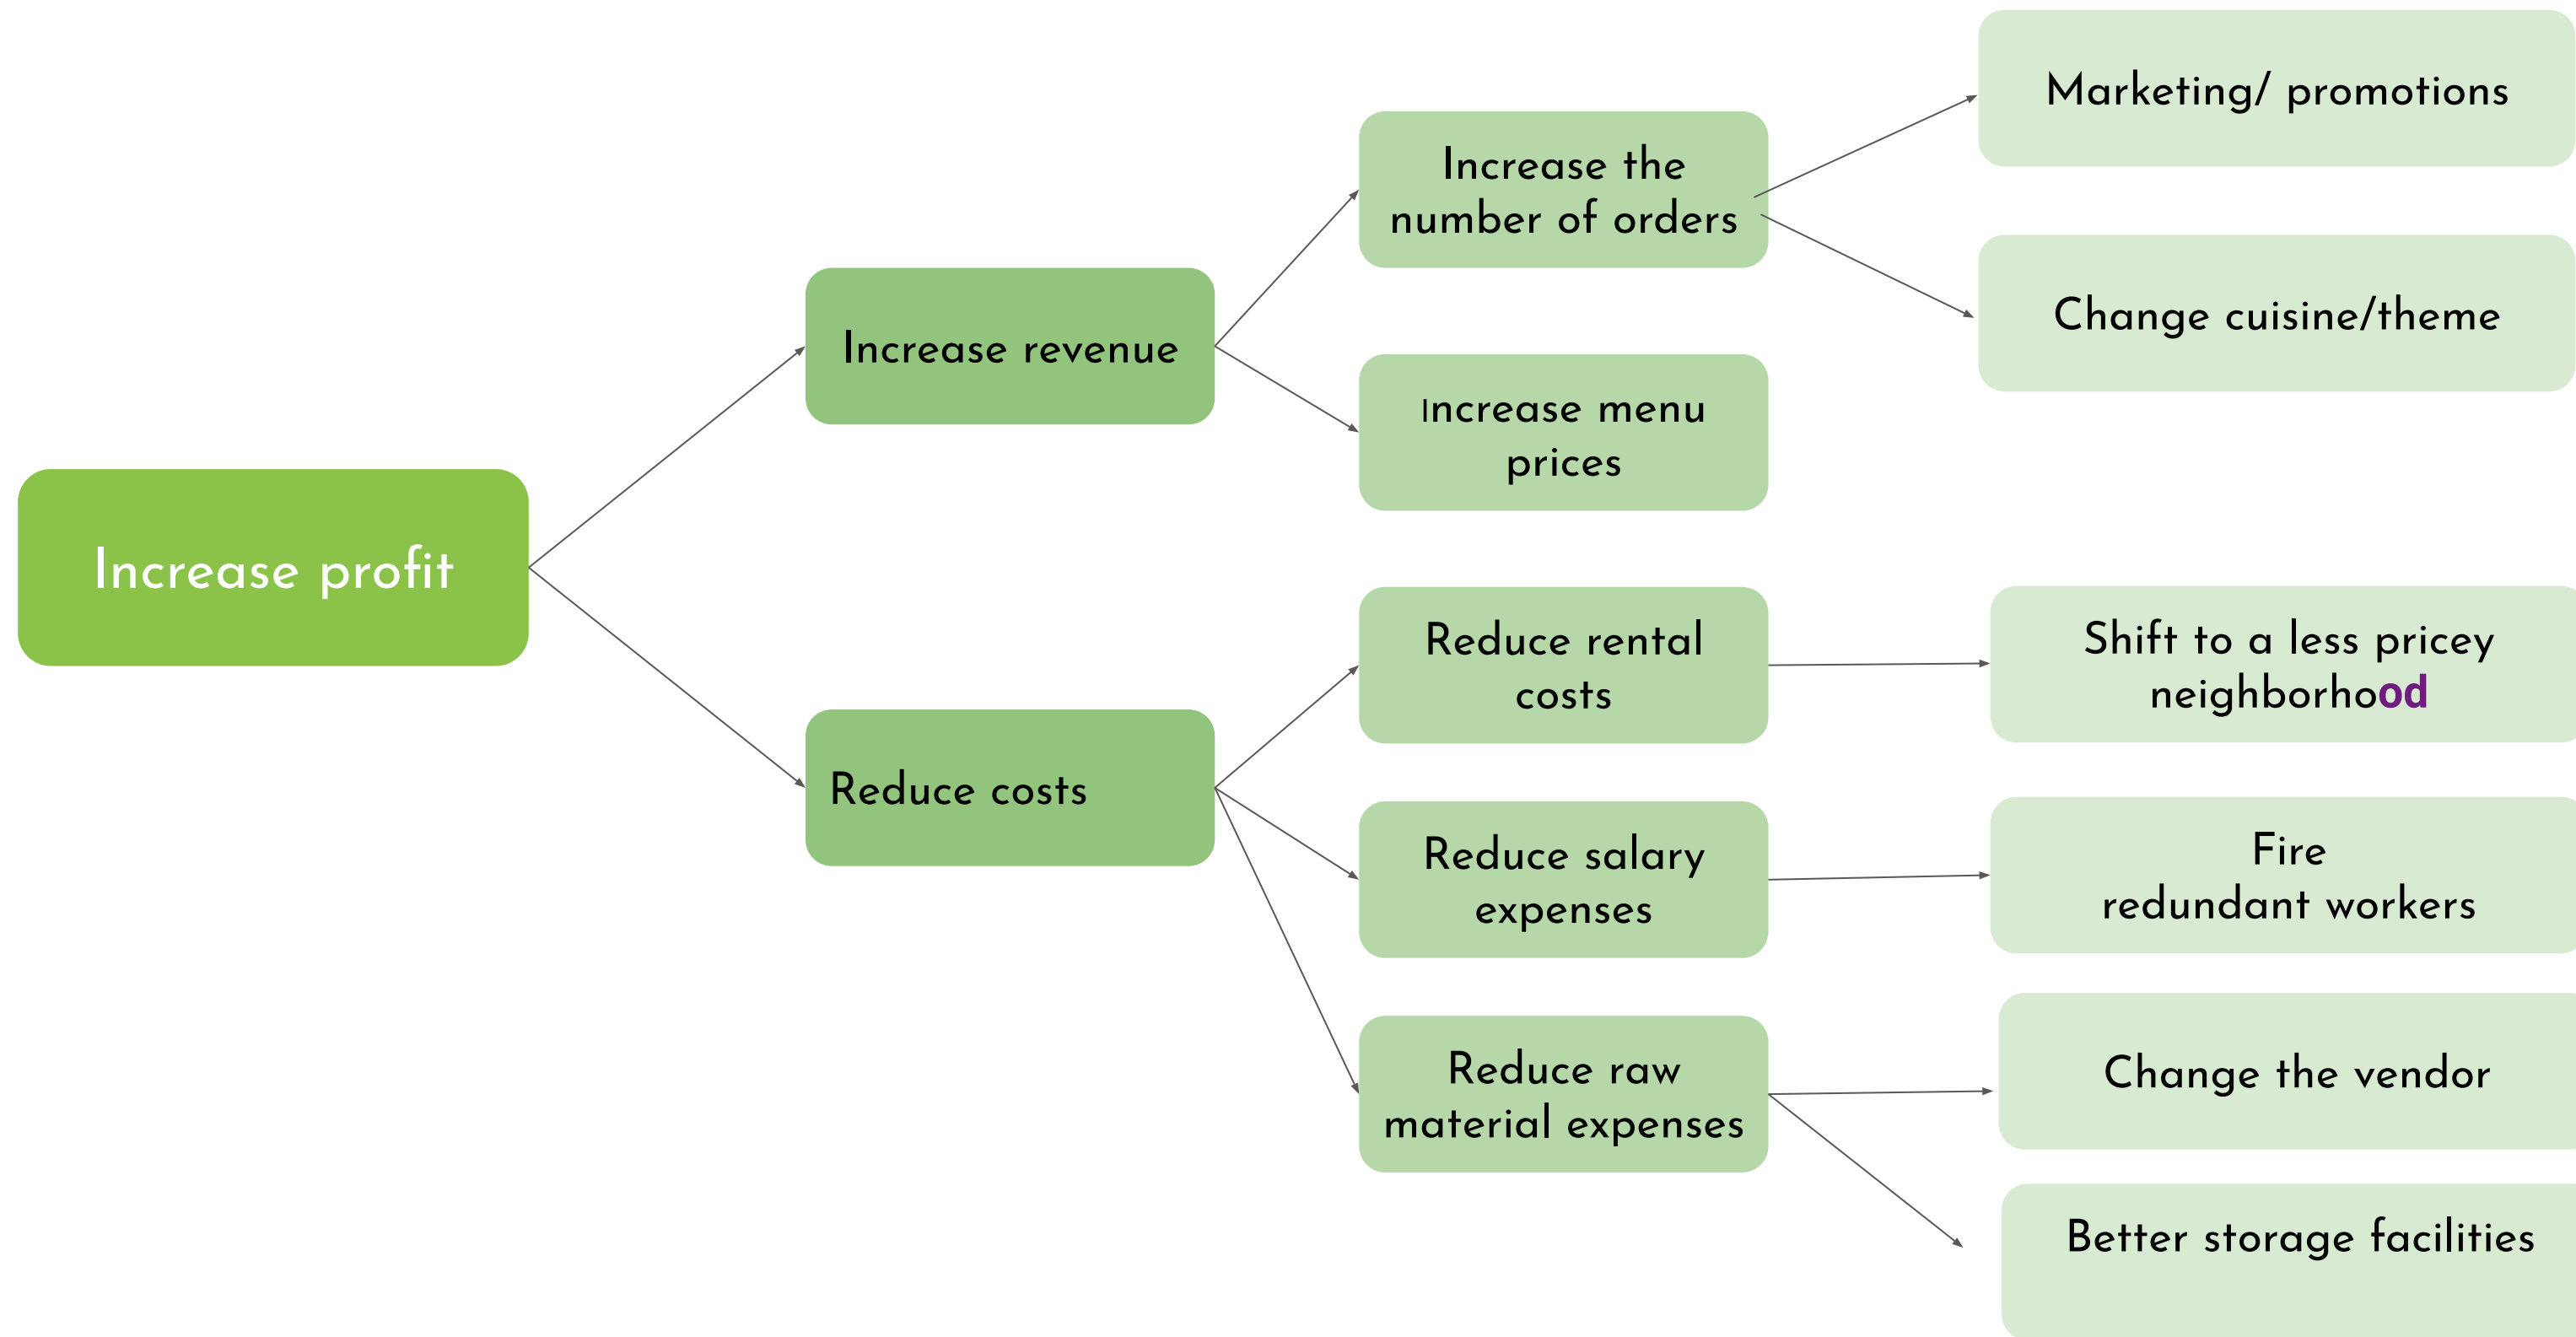 Increase profit
Increase revenue
Reduce costs
Increase the
number of orders
Increase menu
prices
Reduce rental
costs
Reduce salary
expenses
Reduce raw
material expenses
Marketing/ promotions
Change cuisine/theme
Shift to a less pricey
neighborhood
Fire
redundant workers
Change the vendor
Better storage facilities